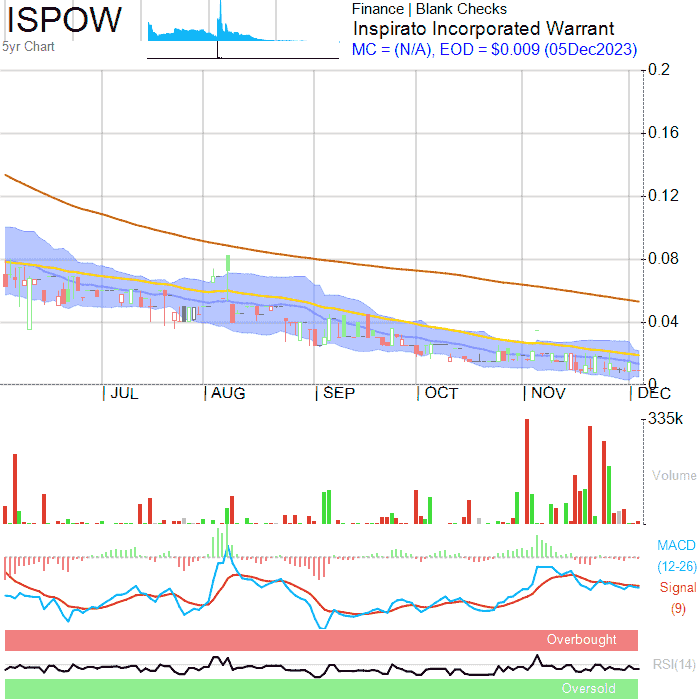 ISPOW
5yr Chart
Finance | Blank Checks
Inspirato Incorporated Warrant
MC = (N/A), EOD = $0.009 (05Dec2023)
0.2
0.16
0.12
0.08
0.04
0
JUL AUG SEP OCT NOV DEC
335k
Volume
MACD
(12-26)
Signal
(9)
Overbought
RSI(14)
Oversold